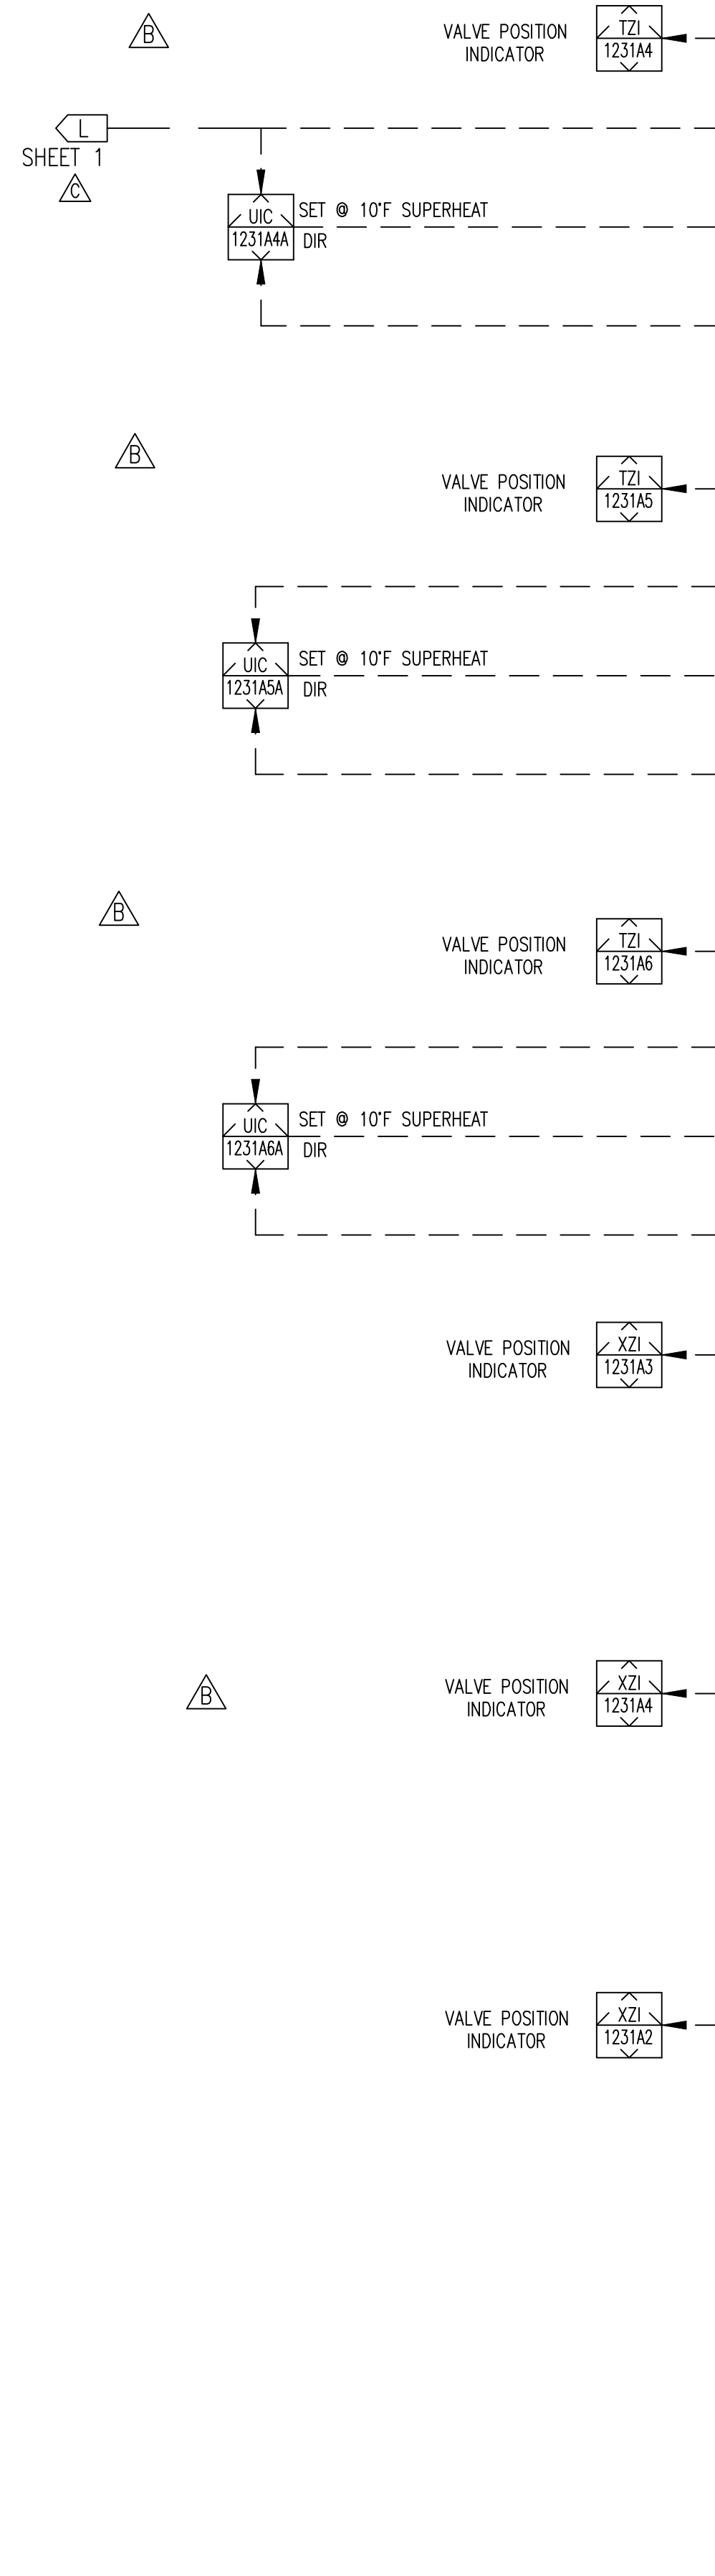 B
VALVE POSITION
INDICATOR
TZI
1231A4
L
SHEET 1
C
UIC
1231A4A
SET @ 10°F SUPERHEAT
DIR
B
VALVE POSITION
INDICATOR
TZI
1231A5
UIC
1231A5A
SET @ 10°F SUPERHEAT
DIR
B
VALVE POSITION
INDICATOR
TZI
1231A6
UIC
1231A6A
SET @ 10°F SUPERHEAT
DIR
VALVE POSITION
INDICATOR
XZI
1231A3
B
VALVE POSITION
INDICATOR
XZI
1231A4
VALVE POSITION
INDICATOR
XZI
1231A2